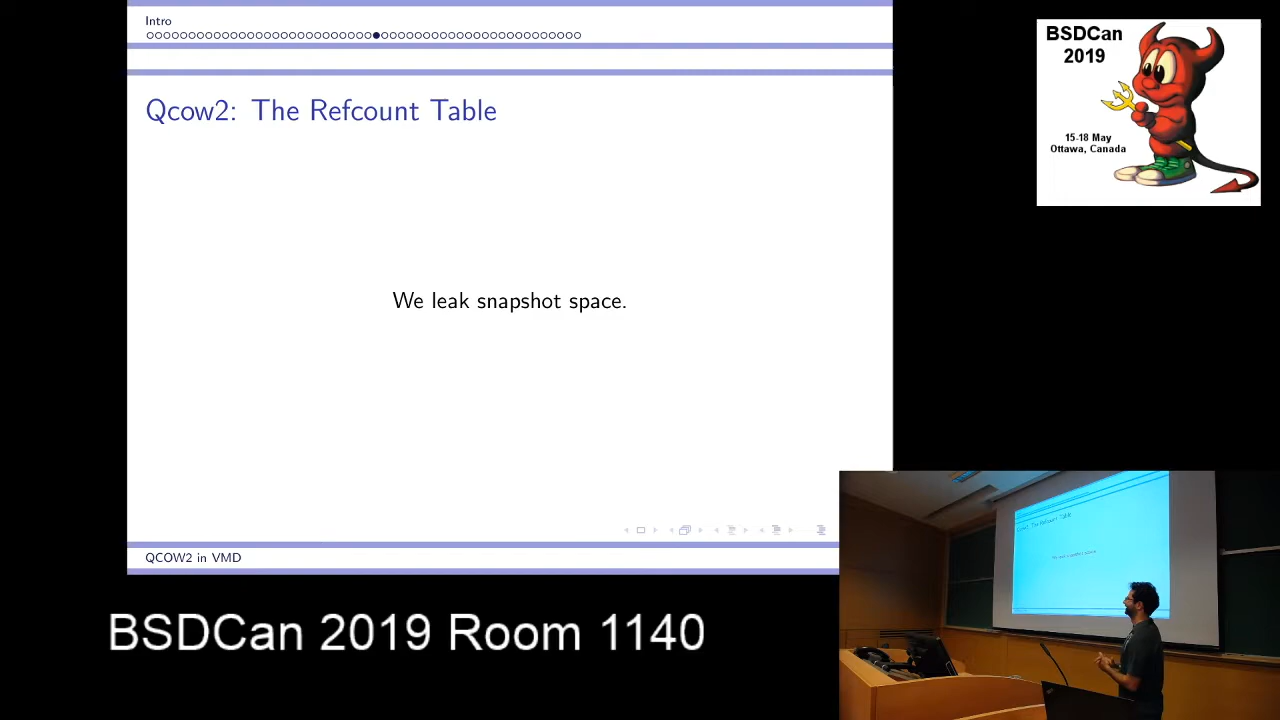 Intro
Qcow2: The Refcount Table
We leak snapshot space.
QCOW2 in VMD
BSDCan
2019
15-18 May
Ottawa, Canada
BSDCan 2019 Room 1140